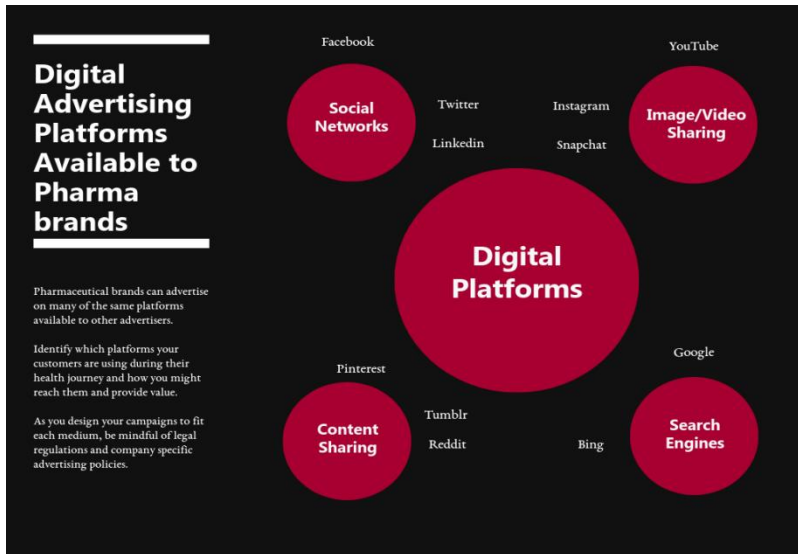 Digital
Advertising
Platforms
Available to
Pharma
brands
Pharmaceutical brands can advertise
on many of the same platforms
available to other advertisers.
Identify which platforms your
customers are using during their
health journey and how you might
reach them and provide value.
As you design your campaigns to fit
each medium, be mindful of legal
regulations and company specific
advertising policies.
Facebook
Social
Networks
Twitter
Linkedin
YouTube
Instagram
Image/Video
Sharing
Snapchat
Digital
Platforms
Pinterest
Content
Sharing
Tumblr
Reddit
Google
Search
Engines
Bing